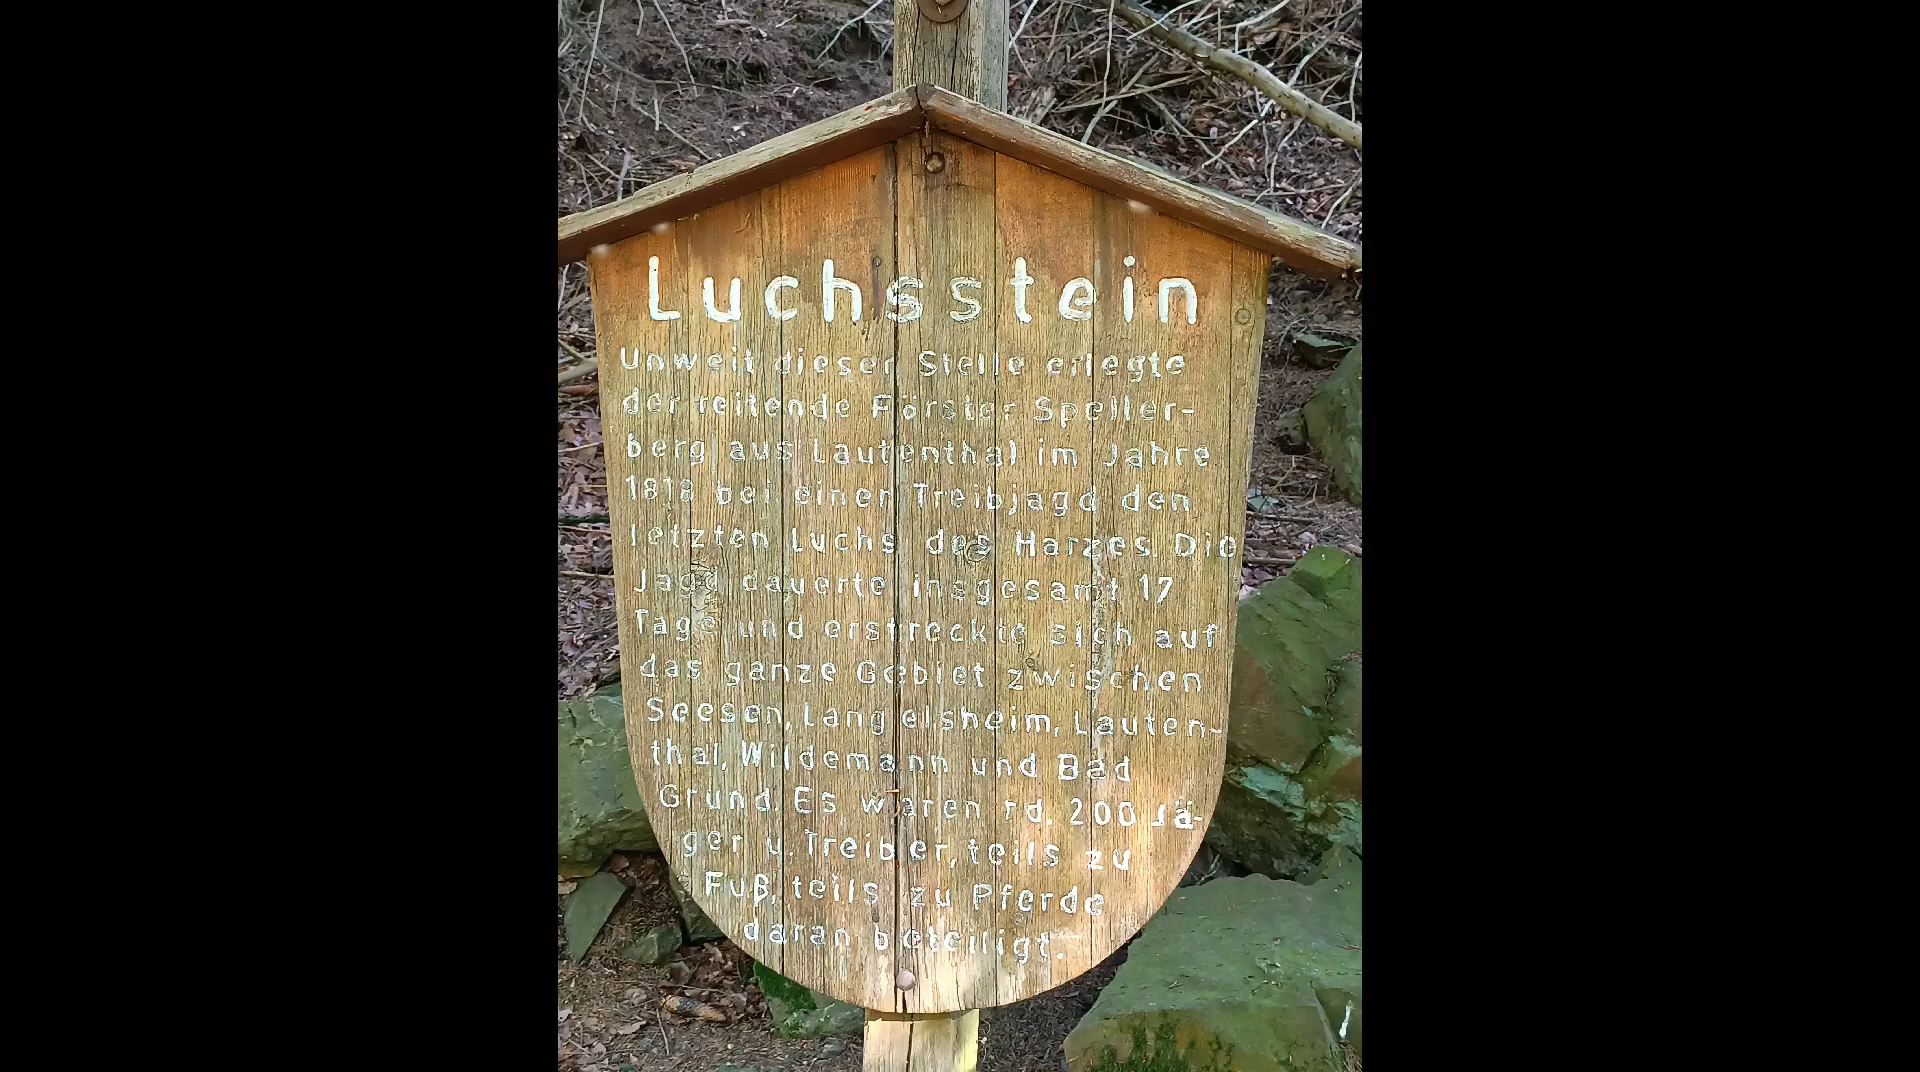 Luchsstein
Unweit dieser Stelle erlegte
der reitende Förster Speller-
berg aus Lautenthal im Jahre
1818 bei einer Treibjagd den
letzten Luchs des Harzes. Die
Jagd dauerte insgesamt 17
Tage und erstreckte sich auf
das ganze Gebiet zwischen
Seesen, Langelsheim, Lauten-
thal, Wildemann und Bad
Grund. Es waren rd. 200 Jä-
ger u. Treiber, teils zu
Fuß, teils zu Pferde
daran beteiligt.